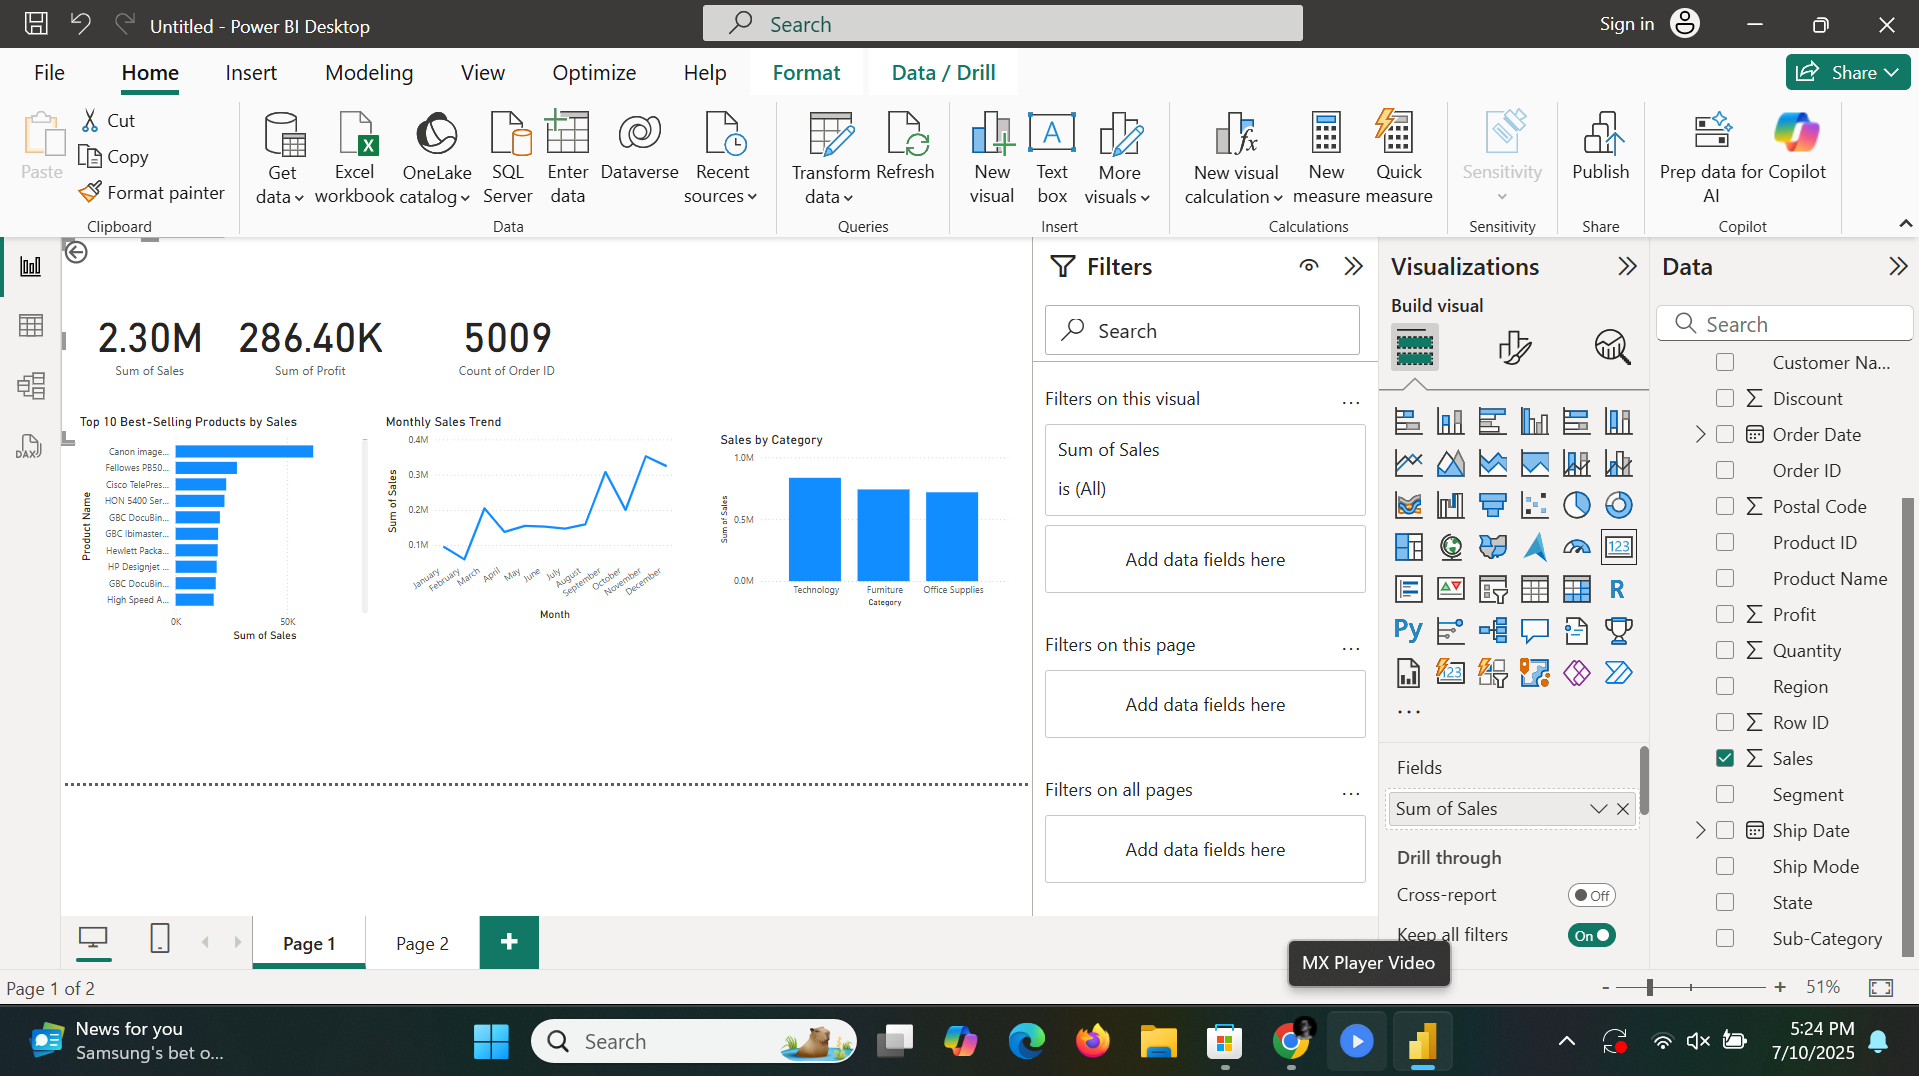 Untitled - Power BI Desktop
Search
Sign in
File
Home
Insert
Modeling
View
Optimize
Help
Format
Data / Drill
Share
Paste
Cut
Copy
Format painter
Clipboard
Get data
Excel workbook
OneLake catalog
SQL Server
Enter data
Dataverse
Recent sources
Data
Transform data
Refresh
Queries
New visual
Text box
More visuals
Insert
New visual calculation
New measure
Quick measure
Calculations
Sensitivity
Sensitivity
Publish
Share
Prep data for AI
Copilot
Copilot
2.30M
Sum of Sales
286.40K
Sum of Profit
5009
Count of Order ID
Top 10 Best-Selling Products by Sales
Product Name
Canon image...
Fellowes PB50...
Cisco TelePres...
HON 5400 Ser...
GBC DocuBin...
GBC Ibimaster...
Hewlett Packa...
HP Designjet ...
GBC DocuBin...
High Speed A...
0K
50K
Sum of Sales
Monthly Sales Trend
Sum of Sales
0.4M
0.3M
0.2M
0.1M
January
February
March
April
May
June
July
August
September
October
November
December
Month
Sales by Category
Sum of Sales
1.0M
0.5M
0.0M
Technology
Furniture
Office Supplies
Category
Filters
Search
Filters on this visual
...
Sum of Sales
is (All)
Add data fields here
Filters on this page
...
Add data fields here
Filters on all pages
...
Add data fields here
Visualizations
Build visual
123
R
Py
123
...
Fields
Sum of Sales
Drill through
Cross-report
Off
Keep all filters
On
MX Player Video
Data
Search
Customer Na...
Discount
Order Date
Order ID
Postal Code
Product ID
Product Name
Profit
Quantity
Region
Row ID
Sales
Segment
Ship Date
Ship Mode
State
Sub-Category
DAX
Page 1
Page 2
+
Page 1 of 2
-
+
51%
News for you
Samsung's bet o...
Search
5:24 PM
7/10/2025